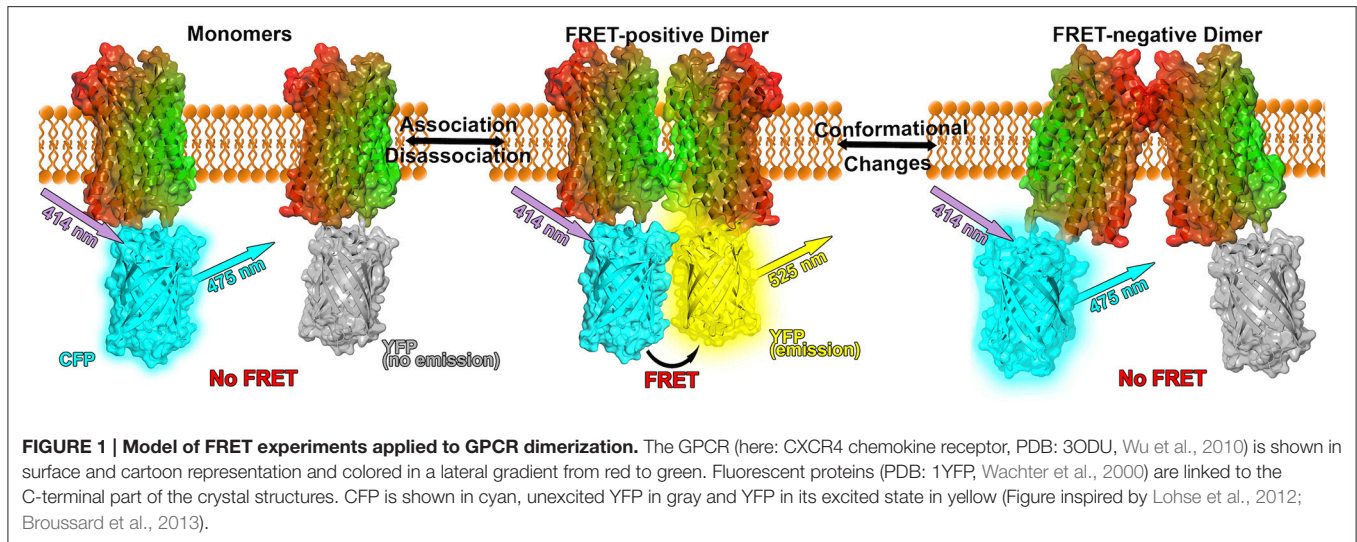 Monomers
FRET-positive Dimer
FRET-negative Dimer
Association
Disassociation
Conformational
Changes
414 nm
475 nm
CFP
YFP
(no emission)
No FRET
414 nm
525 nm
YFP
(emission)
FRET
414 nm
475 nm
No FRET
FIGURE 1 | Model of FRET experiments applied to GPCR dimerization. The GPCR (here: CXCR4 chemokine receptor, PDB: 3ODU, Wu et al., 2010) is shown in
surface and cartoon representation and colored in a lateral gradient from red to green. Fluorescent proteins (PDB: 1YFP, Wachter et al., 2000) are linked to the
C-terminal part of the crystal structures. CFP is shown in cyan, unexcited YFP in gray and YFP in its excited state in yellow (Figure inspired by Lohse et al., 2012;
Broussard et al., 2013).